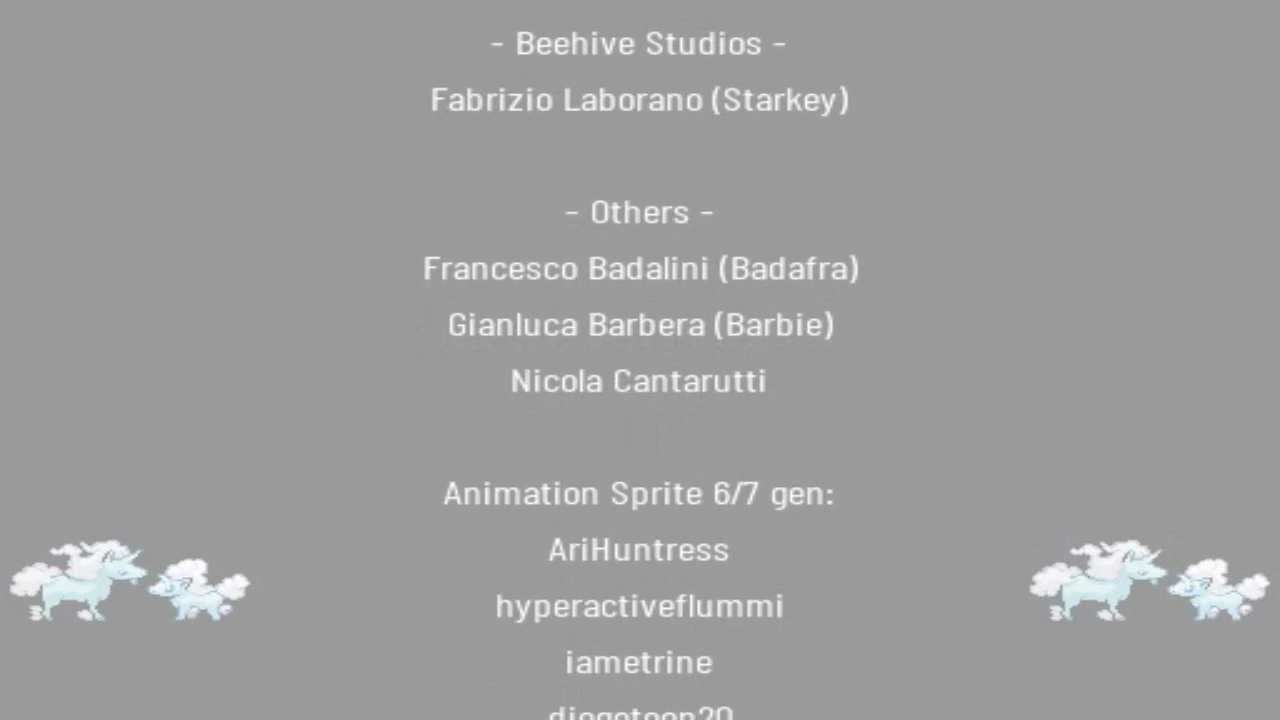 - Beehive Studios -
Fabrizio Laborano (Starkey)
- Others -
Francesco Badalini (Badafra)
Gianluca Barbera (Barbie)
Nicola Cantarutti
Animation Sprite 6/7 gen:
AriHuntress
hyperactiveflummi
iametrine